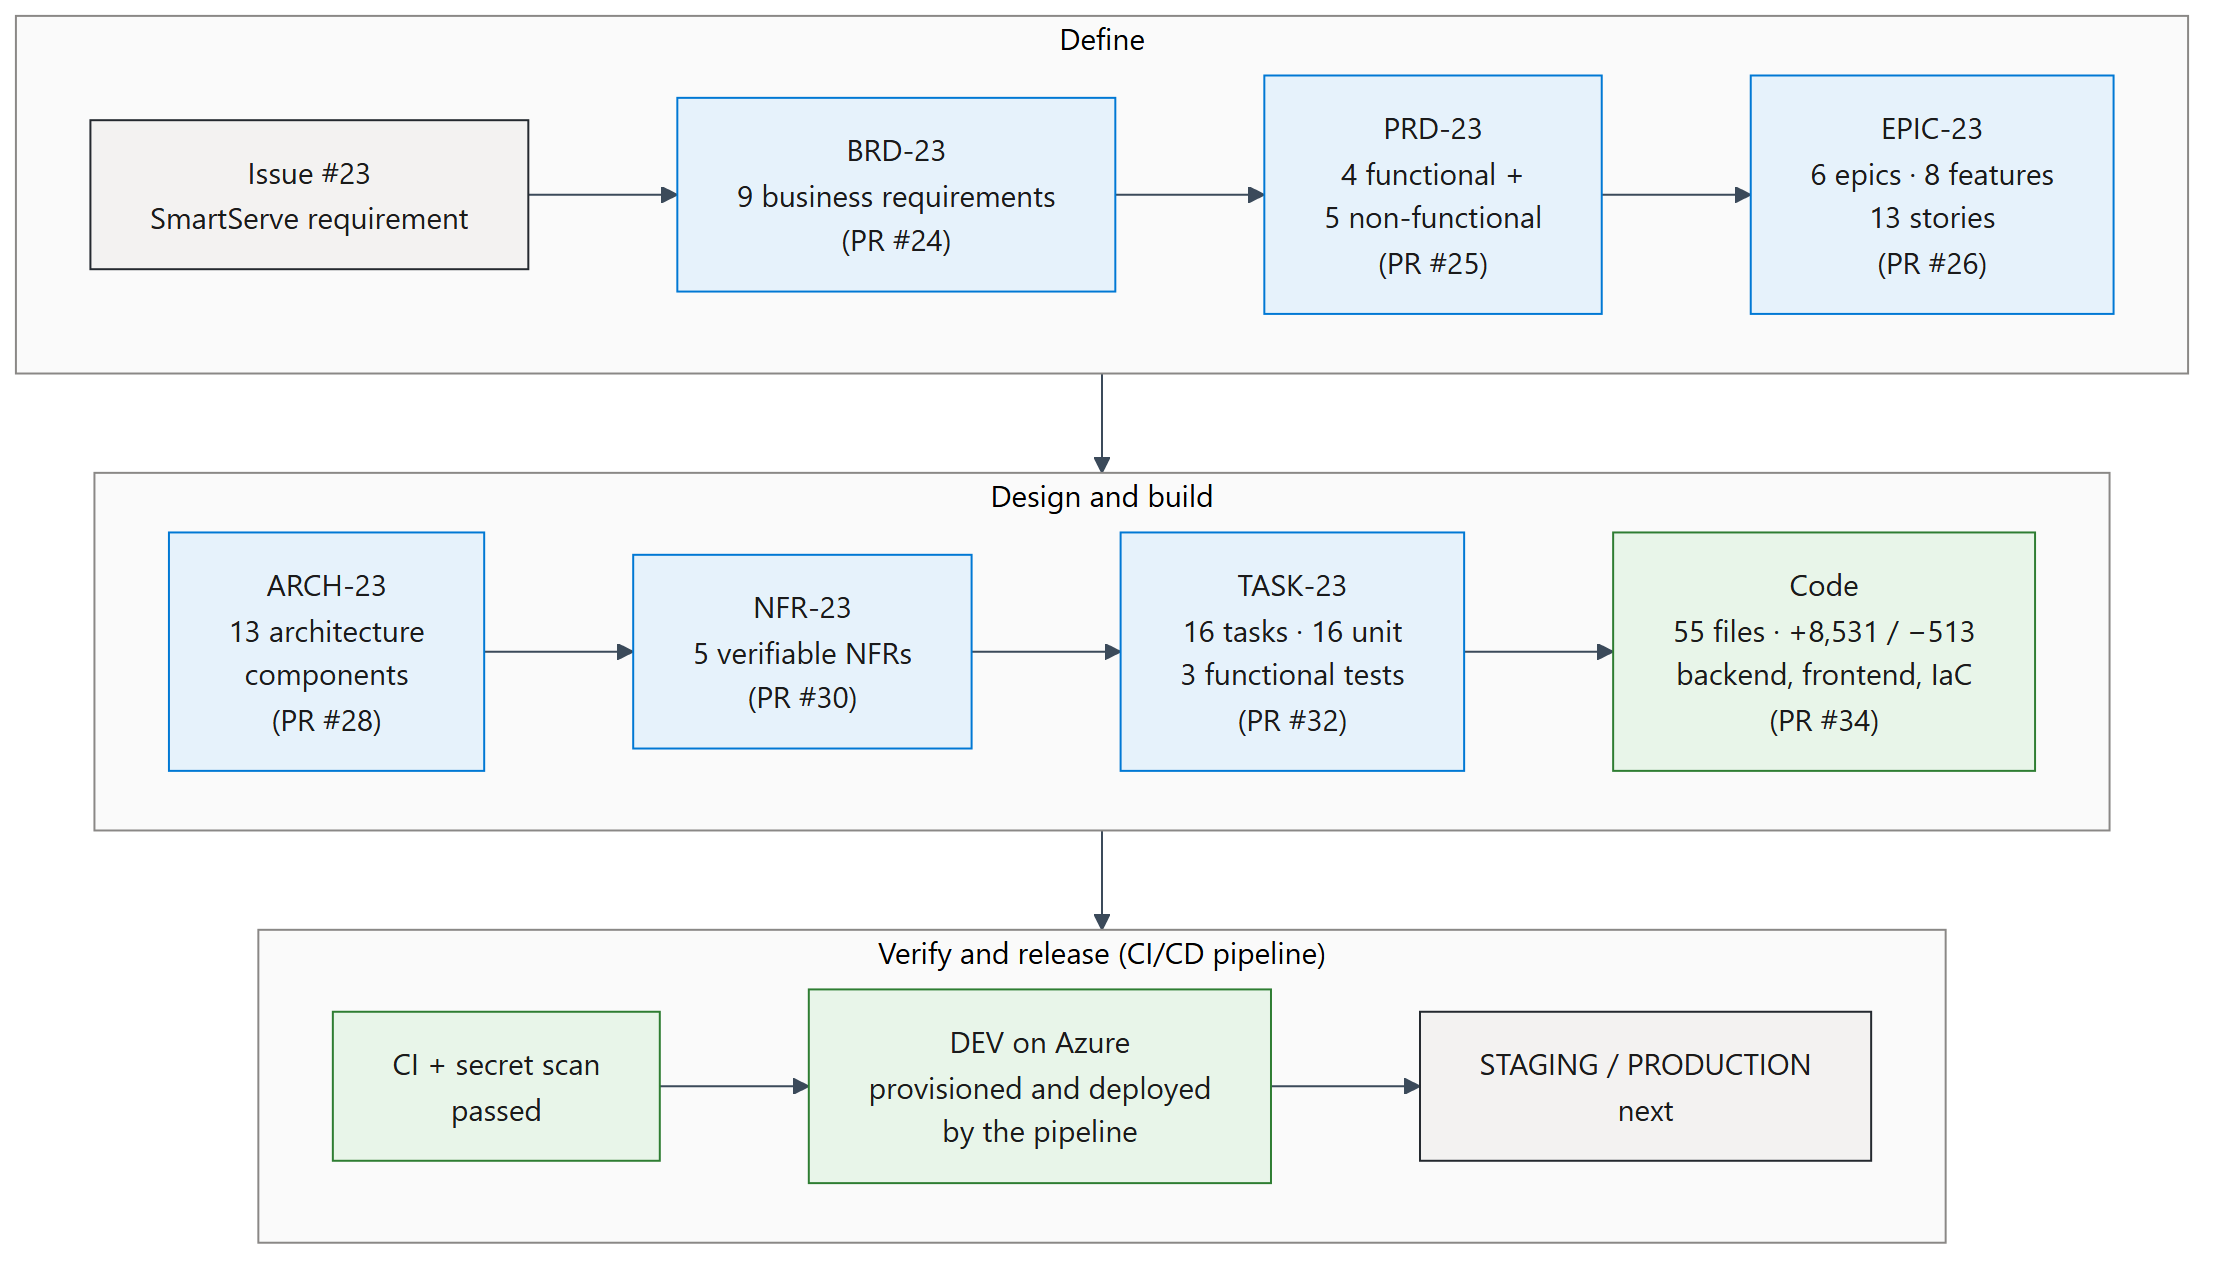 Define
Issue #23
SmartServe requirement
BRD-23
9 business requirements
(PR #24)
PRD-23
4 functional +
5 non-functional
(PR #25)
EPIC-23
6 epics · 8 features
13 stories
(PR #26)
Design and build
ARCH-23
13 architecture
components
(PR #28)
NFR-23
5 verifiable NFRs
(PR #30)
TASK-23
16 tasks · 16 unit
3 functional tests
(PR #32)
Code
55 files · +8,531 / −513
backend, frontend, IaC
(PR #34)
Verify and release (CI/CD pipeline)
CI + secret scan
passed
DEV on Azure
provisioned and deployed
by the pipeline
STAGING / PRODUCTION
next